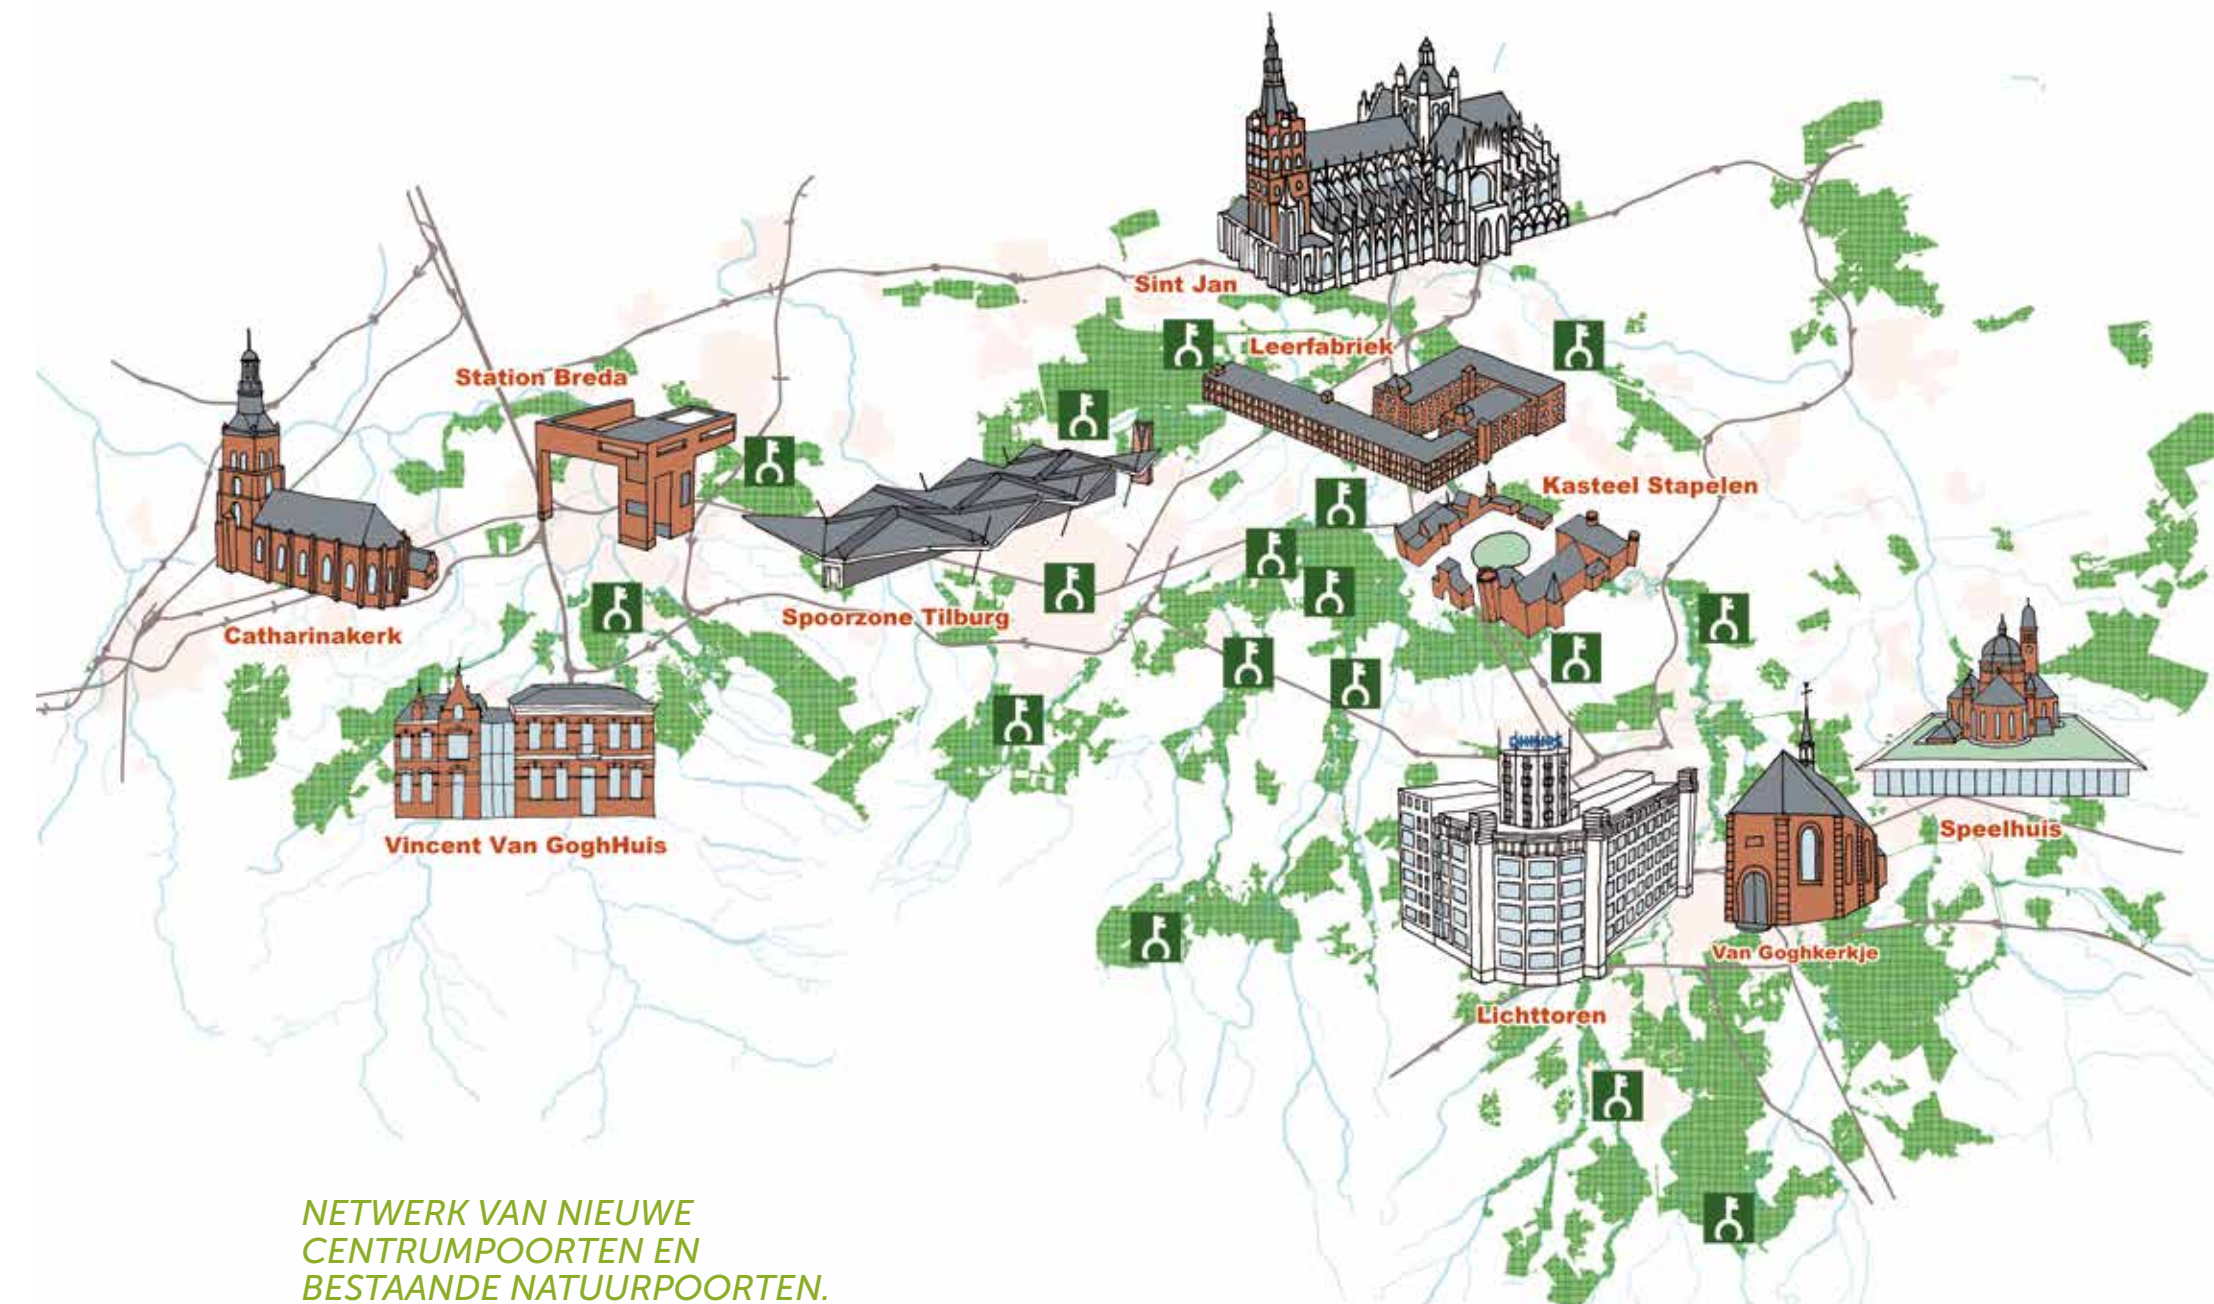 Sint Jan
Leerfabriek
Station Breda
Kasteel Stapelen
Spoorzone Tilburg
Catharinakerk
PHILIPS
Vincent Van GoghHuis
Speelhuis
Van Goghkerkje
Lichttoren
NETWERK VAN NIEUWE
CENTRUMPOORTEN EN
BESTAANDE NATUURPOORTEN.